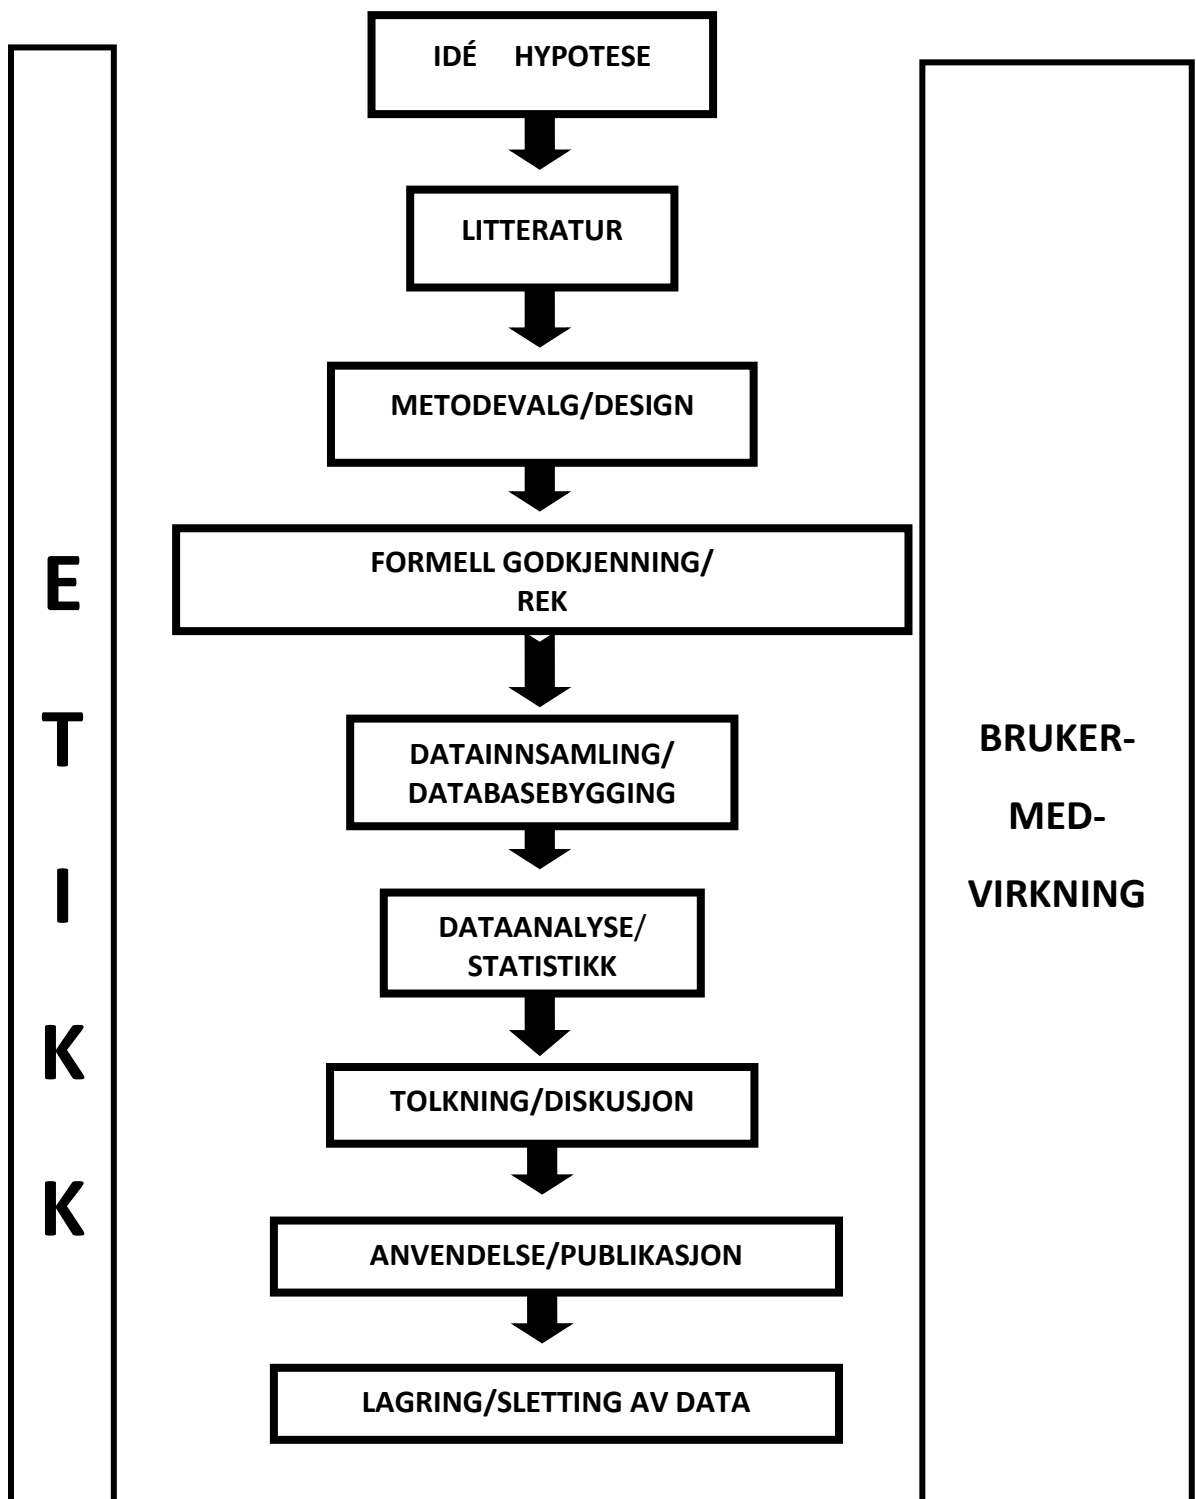 IDÉ HYPOTESE
LITTERATUR
METODEVALG/DESIGN
FORMELL GODKJENNING/
REK
DATAINNSAMLING/
DATABASEBYGGING
DATAANALYSE/
STATISTIKK
TOLKNING/DISKUSJON
ANVENDELSE/PUBLIKASJON
LAGRING/SLETTING AV DATA
E
T
I
K
K
BRUKER-
MED-
VIRKNING